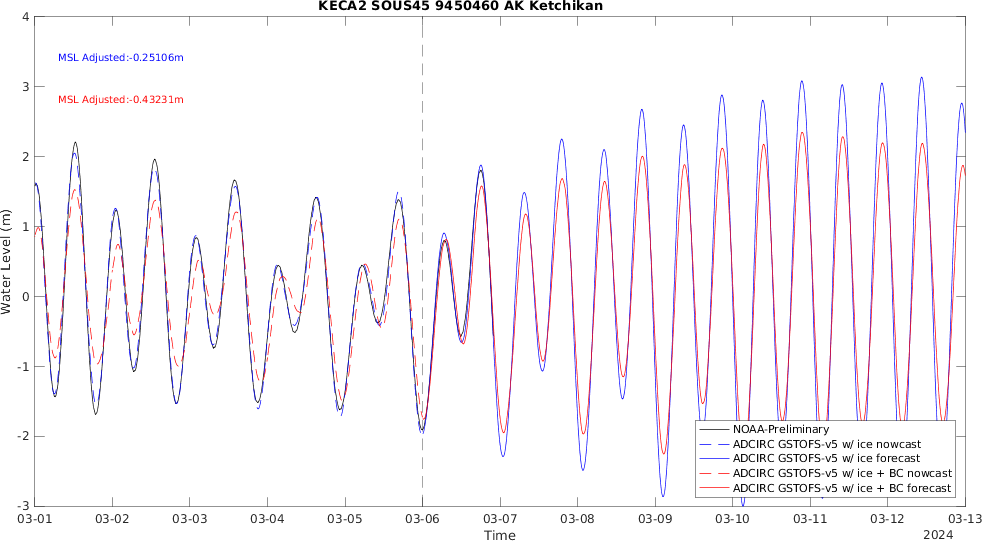 KECA2 SOUS45 9450460 AK Ketchikan
4
3
2
1
0
-1
-2
-3
Water Level (m)
MSL Adjusted:-0.25106m
MSL Adjusted:-0.43231m
NOAA-Preliminary
ADCIRC GSTOFS-v5 w/ ice nowcast
ADCIRC GSTOFS-v5 w/ ice forecast
ADCIRC GSTOFS-v5 w/ ice + BC nowcast
ADCIRC GSTOFS-v5 w/ ice + BC forecast
03-01 03-02 03-03 03-04 03-05 03-06 03-07 03-08 03-09 03-10 03-11 03-12 03-13
Time
2024